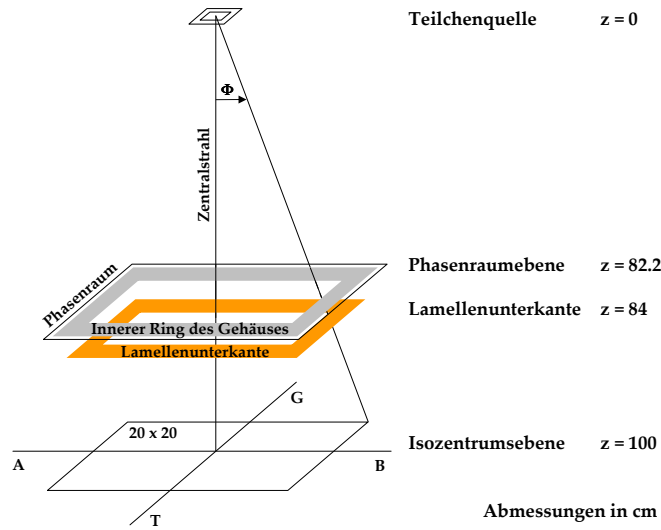 Teilchenquelle z = 0
Φ
Zentralstrahl
Phasenraum
Phasenraumebene z = 82.2
Lamellenunterkante z = 84
Innerer Ring des Gehäuses
Lamellenunterkante
G
20 x 20
Isozentrumsebene z = 100
A
B
T
Abmessungen in cm